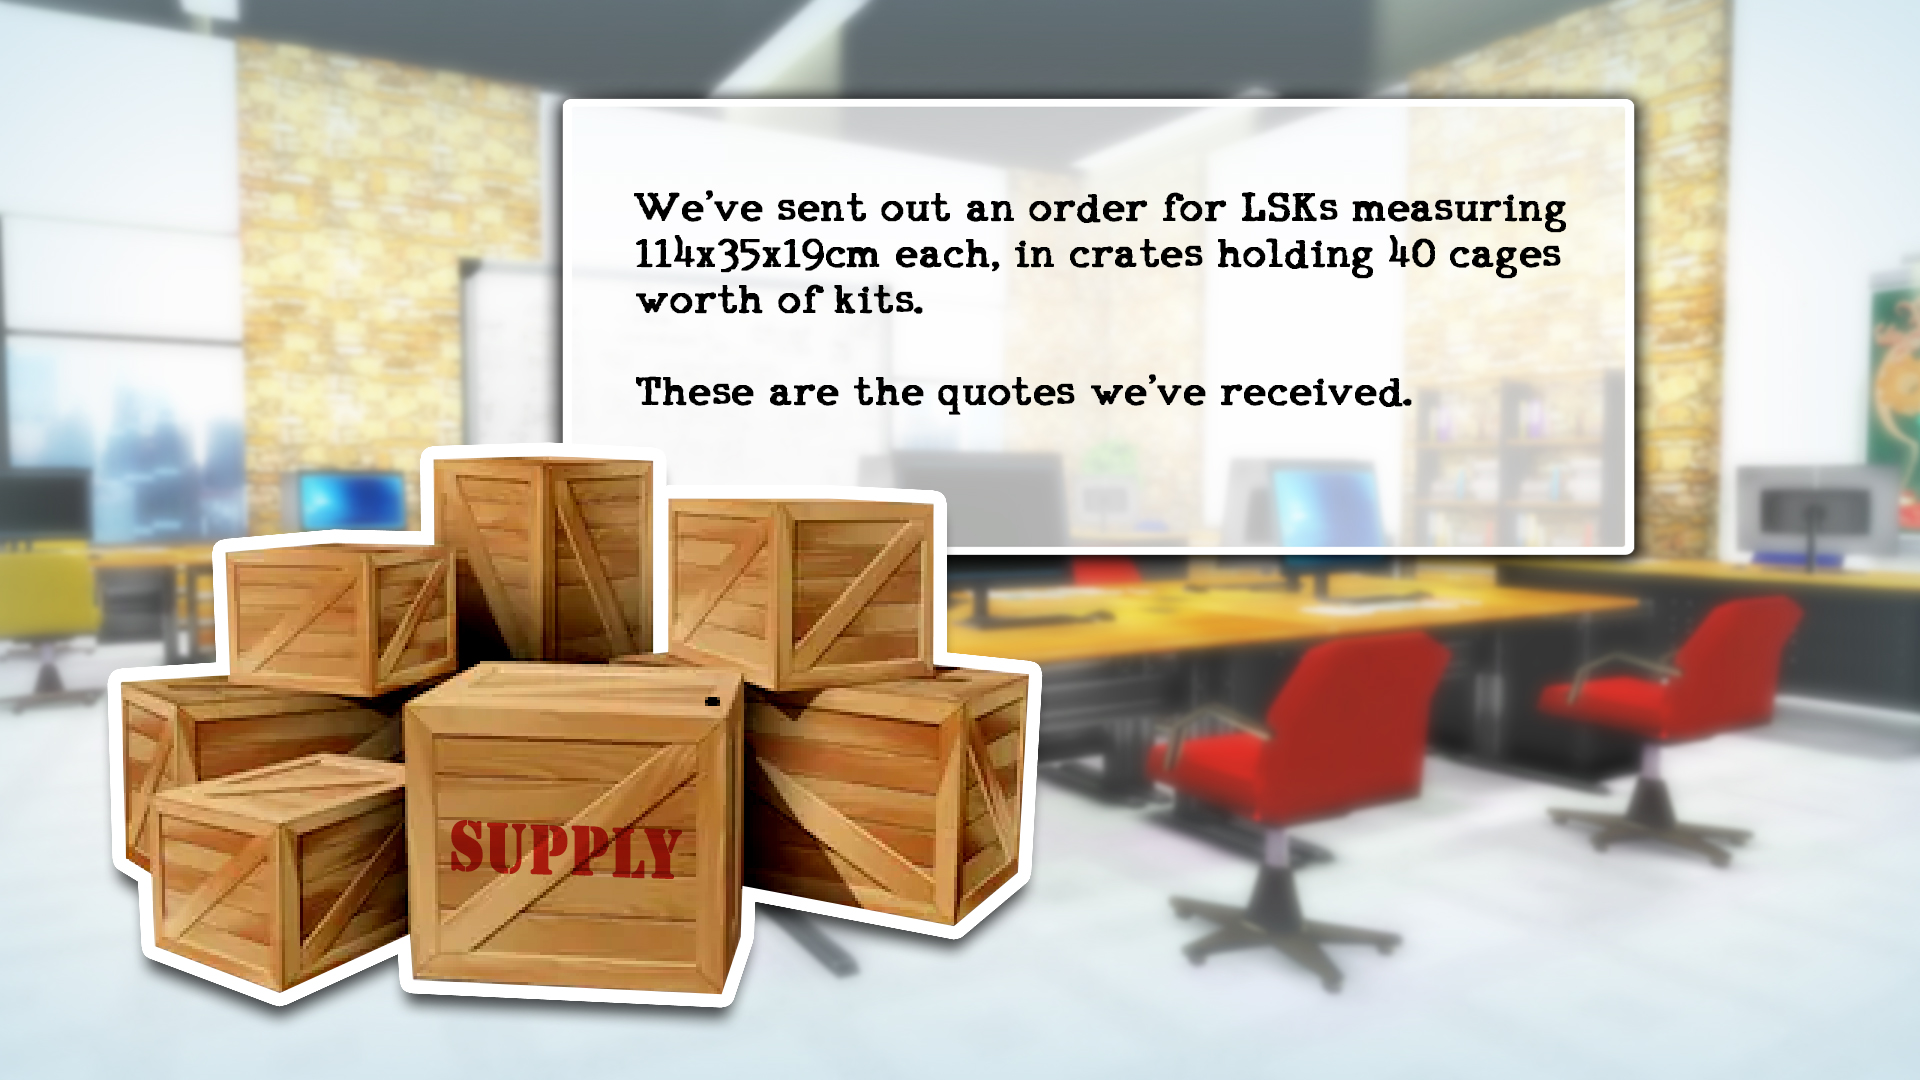 We've sent out an order for LSKs measuring
114x35x19cm each, in crates holding 40 cages
worth of kits.
These are the quotes we've received.
SUPPLY